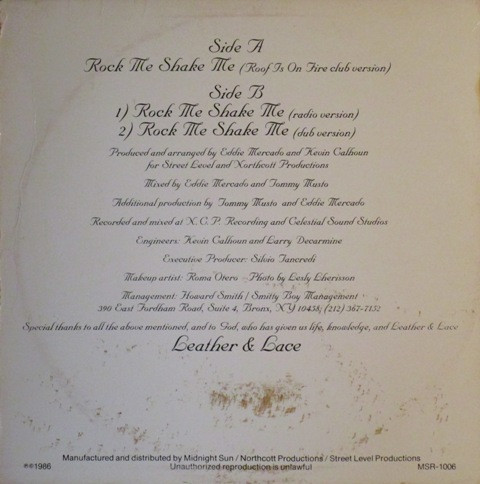 Side A
Rock Me Shake Me (Roof Is On Fire club version)
Side B
1) Rock Me Shake Me (radio version)
2) Rock Me Shake Me (dub version)
Produced and arranged by Eddie Mercado and Kevin Calhoun
for Street Level and Northcott Productions
Mixed by Eddie Mercado and Tommy Musto
Additional production by Tommy Musto and Eddie Mercado
Recorded and mixed at N.C.P. Recording and Celestial Sound Studios
Engineers: Kevin Calhoun and Larry Decarmine
Executive Producer: Silvio Tancredi
Makeup artist: Roma Otero – Photo by Lesly Lherisson
Management: Howard Smith / Smitty Boy Management
390 East Fordham Road, Suite 4, Bronx, NY 10458, (212) 367-7132
Special thanks to all the above mentioned, and to God, who has given us life, knowledge, and Leather & Lace
Leather & Lace
Manufactured and distributed by Midnight Sun / Northcott Productions / Street Level Productions
℗©1986 Unauthorized reproduction is unlawful MSR-1006